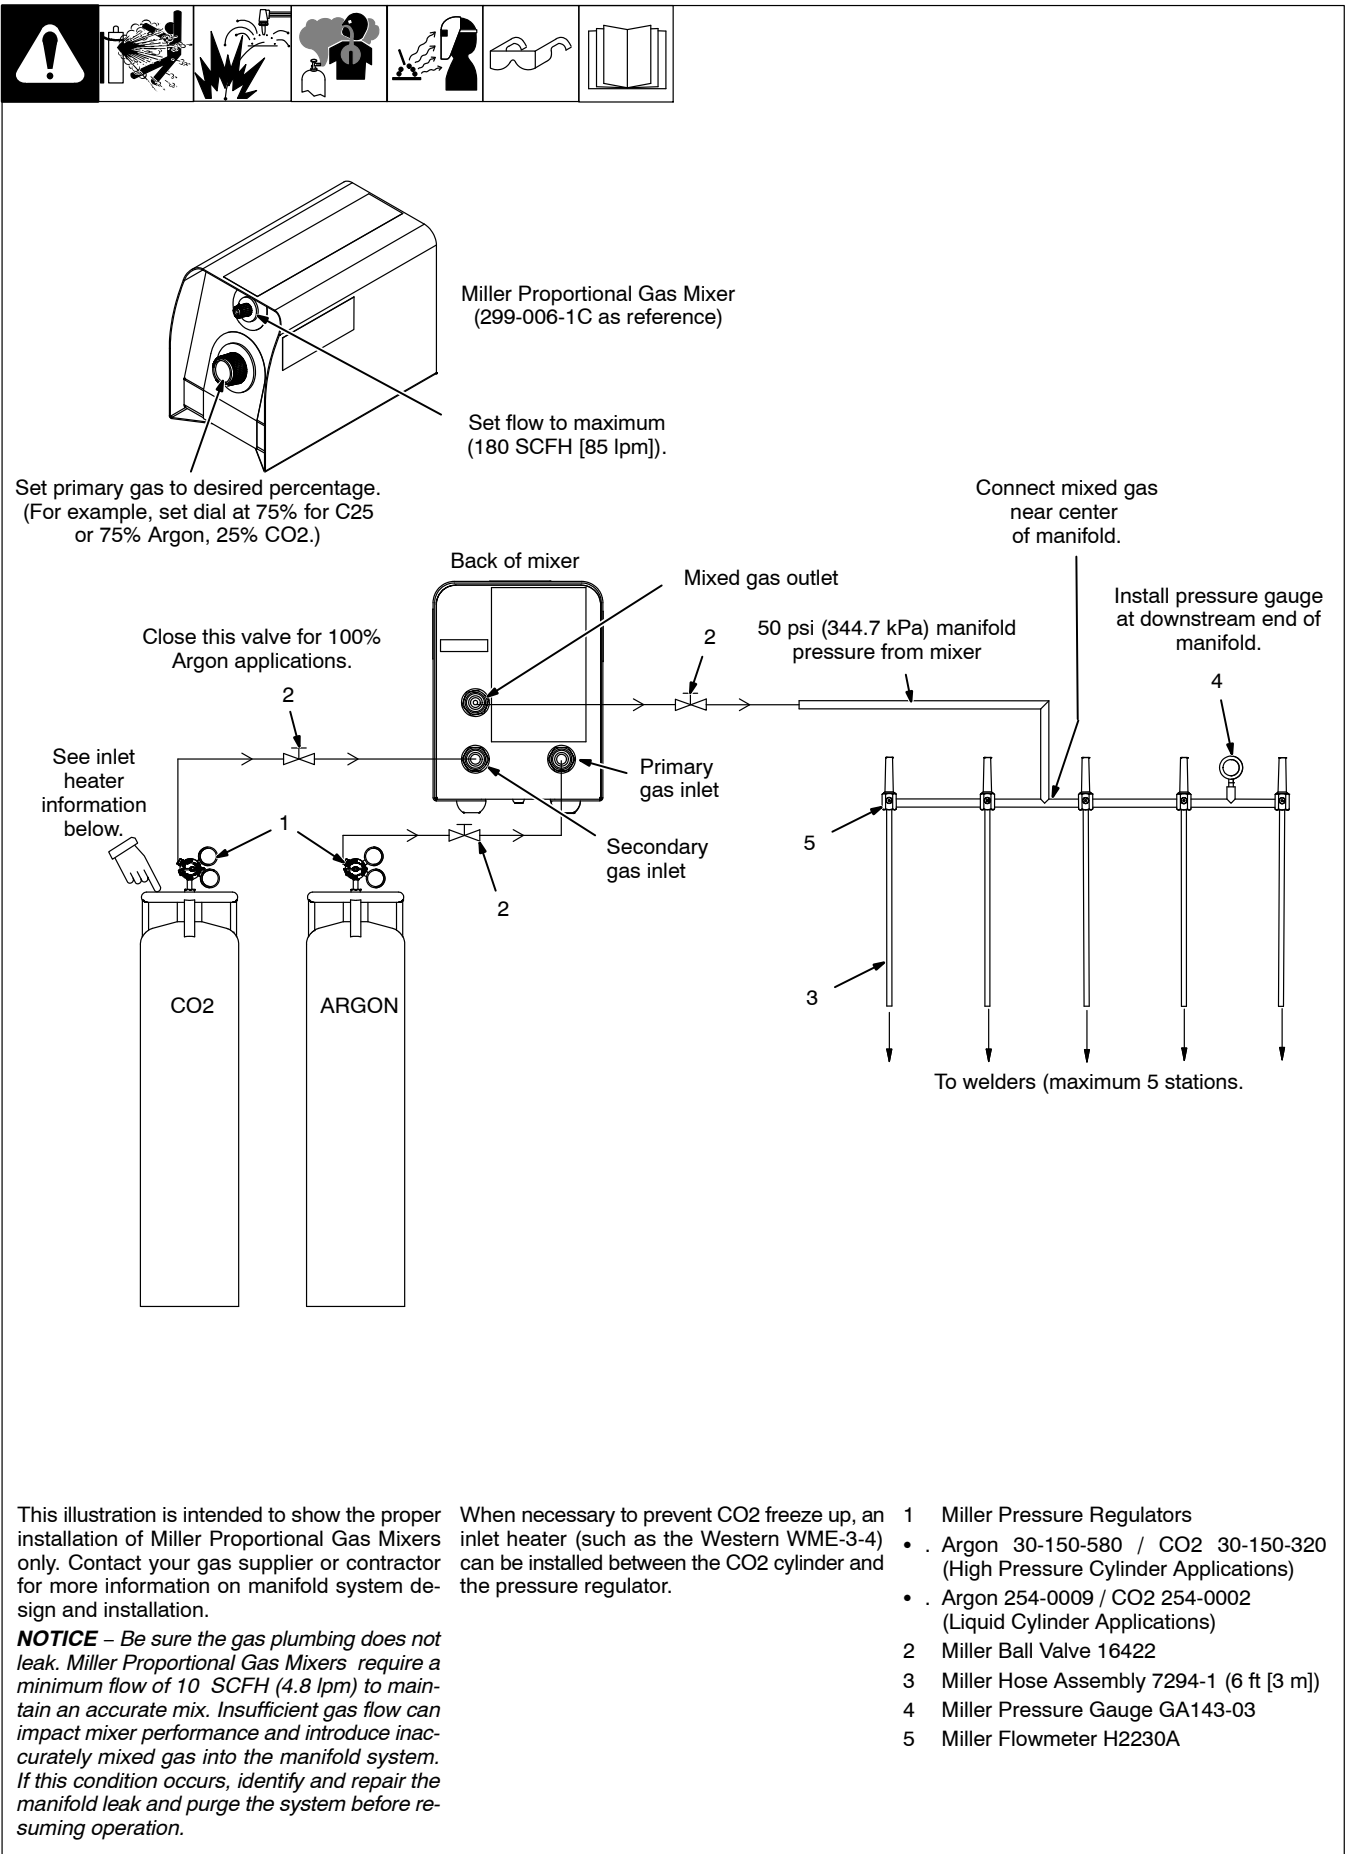 Miller Proportional Gas Mixer
(299-006-1C as reference)
Set flow to maximum
(180 SCFH [85 lpm]).
Set primary gas to desired percentage.
(For example, set dial at 75% for C25
or 75% Argon, 25% CO2.)
Connect mixed gas
near center
of manifold.
Back of mixer
Mixed gas outlet
Install pressure gauge
at downstream end of
manifold.
Close this valve for 100%
Argon applications.
2
50 psi (344.7 kPa) manifold
pressure from mixer
2
4
See inlet
heater
information
below.
Primary
gas inlet
1
5
Secondary
gas inlet
2
3
CO2
ARGON
To welders (maximum 5 stations.
This illustration is intended to show the proper
installation of Miller Proportional Gas Mixers
only. Contact your gas supplier or contractor
for more information on manifold system de-
sign and installation.
NOTICE – Be sure the gas plumbing does not
leak. Miller Proportional Gas Mixers require a
minimum flow of 10 SCFH (4.8 lpm) to main-
tain an accurate mix. Insufficient gas flow can
impact mixer performance and introduce inac-
curately mixed gas into the manifold system.
If this condition occurs, identify and repair the
manifold leak and purge the system before re-
suming operation.
When necessary to prevent CO2 freeze up, an
inlet heater (such as the Western WME-3-4)
can be installed between the CO2 cylinder and
the pressure regulator.
1 Miller Pressure Regulators
• . Argon 30-150-580 / CO2 30-150-320
(High Pressure Cylinder Applications)
• . Argon 254-0009 / CO2 254-0002
(Liquid Cylinder Applications)
2 Miller Ball Valve 16422
3 Miller Hose Assembly 7294-1 (6 ft [3 m])
4 Miller Pressure Gauge GA143-03
5 Miller Flowmeter H2230A